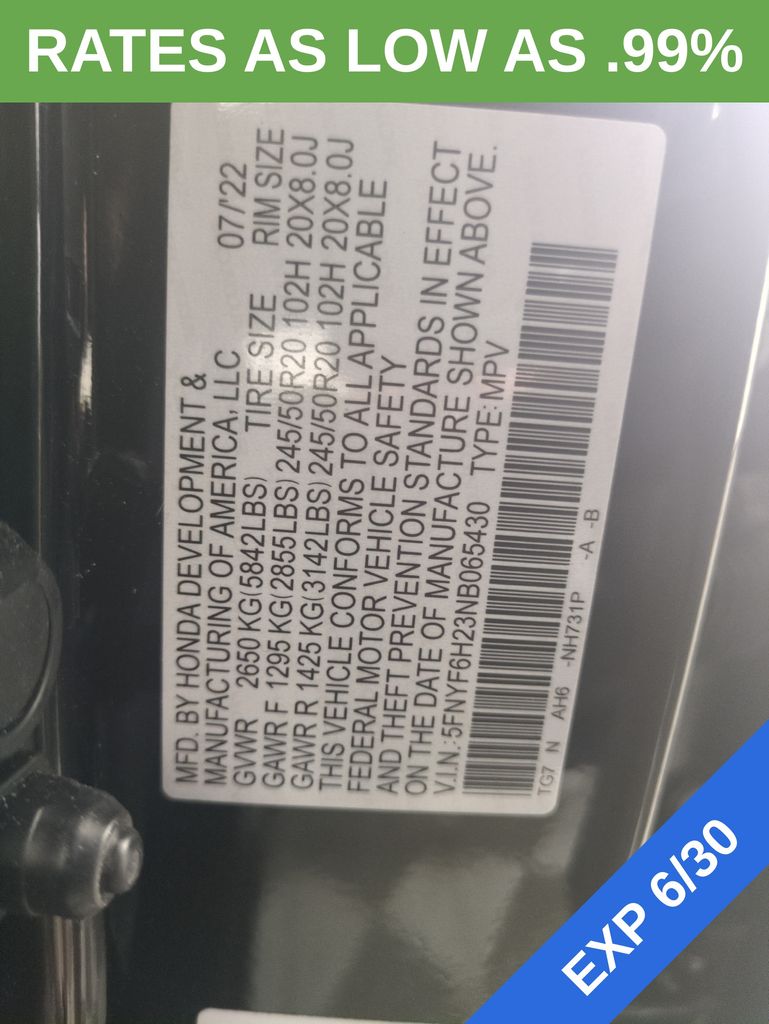 RATES AS LOW AS .99%
MFD. BY HONDA DEVELOPMENT &
MANUFACTURING OF AMERICA, LLC 07/'22
GVWR 2650 KG(5842LBS) TIRE SIZE RIM SIZE
GAWR F 1295 KG(2855LBS) 245/50R20 102H 20X8.0J
GAWR R 1425 KG(3142LBS) 245/50R20 102H 20X8.0J
THIS VEHICLE CONFORMS TO ALL APPLICABLE
FEDERAL MOTOR VEHICLE SAFETY
AND THEFT PREVENTION STANDARDS IN EFFECT
ON THE DATE OF MANUFACTURE SHOWN ABOVE.
V.I.N.:5FNYF6H23NB065430 TYPE:MPV
TG7 N AH6 -NH731P -A -B
EXP 6/30